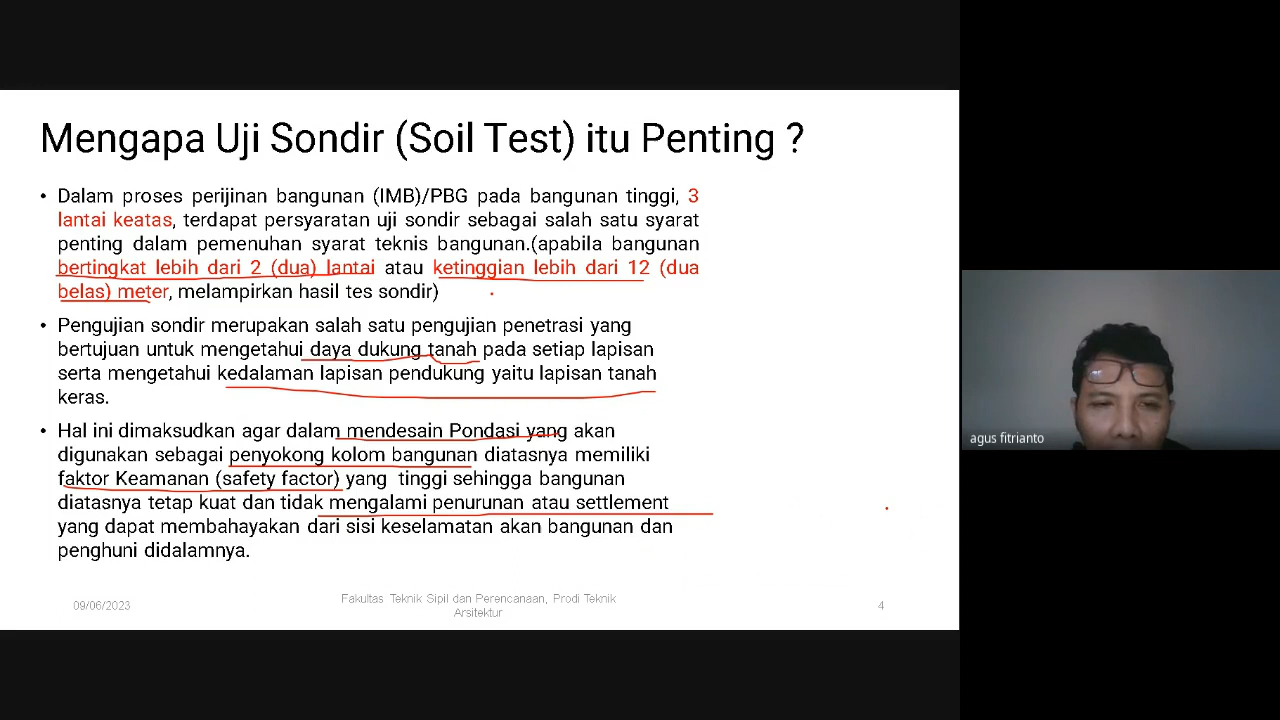 Mengapa Uji Sondir (Soil Test) itu Penting ?
• Dalam proses perijinan bangunan (IMB)/PBG pada bangunan tinggi, 3
lantai keatas, terdapat persyaratan uji sondir sebagai salah satu syarat
penting dalam pemenuhan syarat teknis bangunan.(apabila bangunan
bertingkat lebih dari 2 (dua) lantai atau ketinggian lebih dari 12 (dua
belas) meter, melampirkan hasil tes sondir)
• Pengujian sondir merupakan salah satu pengujian penetrasi yang
bertujuan untuk mengetahui daya dukung tanah pada setiap lapisan
serta mengetahui kedalaman lapisan pendukung yaitu lapisan tanah
keras.
• Hal ini dimaksudkan agar dalam mendesain Pondasi yang akan
digunakan sebagai penyokong kolom bangunan diatasnya memiliki
faktor Keamanan (safety factor) yang tinggi sehingga bangunan
diatasnya tetap kuat dan tidak mengalami penurunan atau settlement
yang dapat membahayakan dari sisi keselamatan akan bangunan dan
penghuni didalamnya.
09/06/2023
Fakultas Teknik Sipil dan Perencanaan, Prodi Teknik
Arsitektur
4
agus fitrianto